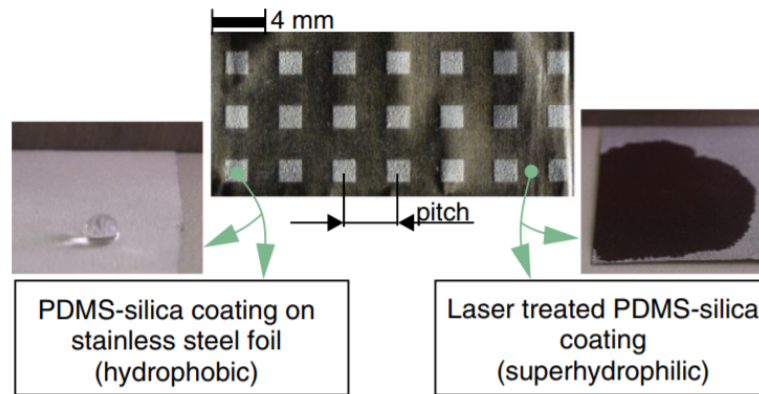 4 mm
pitch
PDMS-silica coating on
stainless steel foil
(hydrophobic)
Laser treated PDMS-silica
coating
(superhydrophilic)